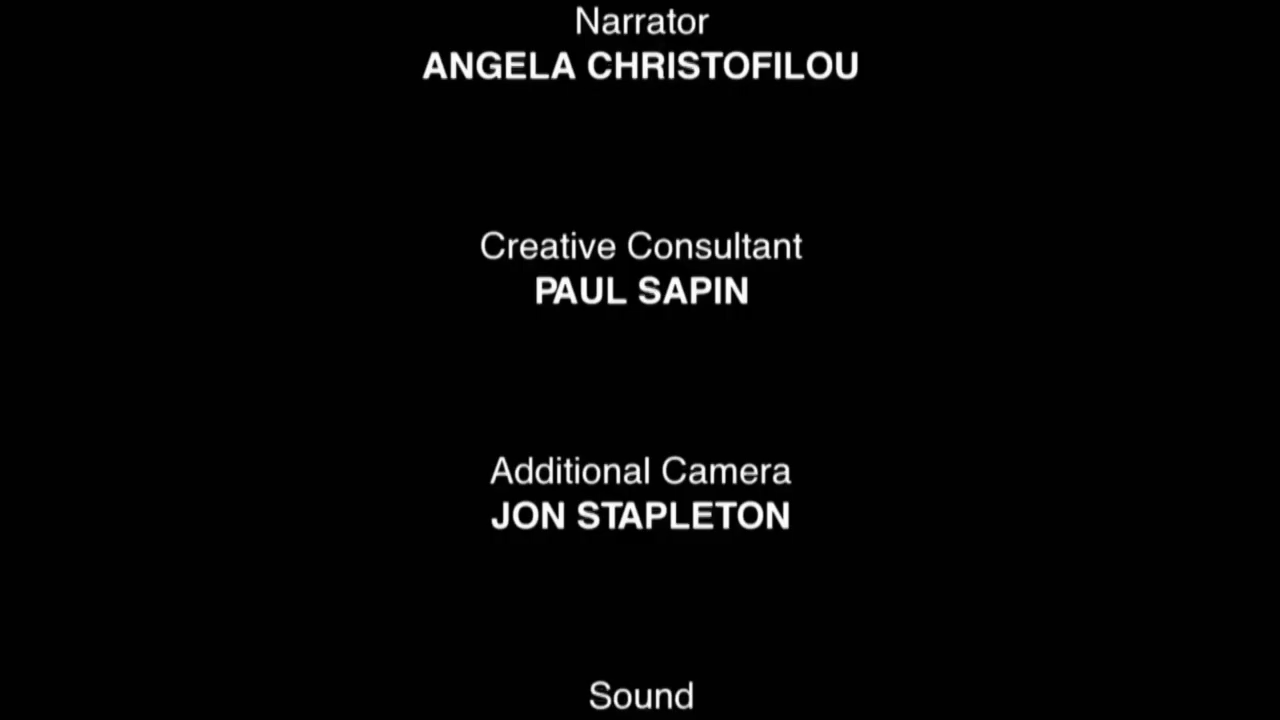 Narrator
ANGELA CHRISTOFILOU
Creative Consultant
PAUL SAPIN
Additional Camera
JON STAPLETON
Sound